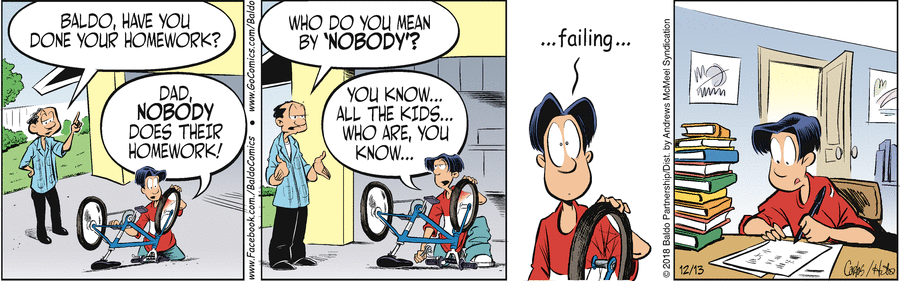 BALDO, HAVE YOU
DONE YOUR HOMEWORK?
DAD,
NOBODY
DOES THEIR
HOMEWORK!
www.Facebook.com/BaldoComics • www.GoComics.com/Baldo
WHO DO YOU MEAN
BY 'NOBODY'?
YOU KNOW...
ALL THE KIDS...
WHO ARE, YOU
KNOW...
...failing...
©2018 Baldo Partnership/Dist. by Andrews McMeel Syndication
12/13